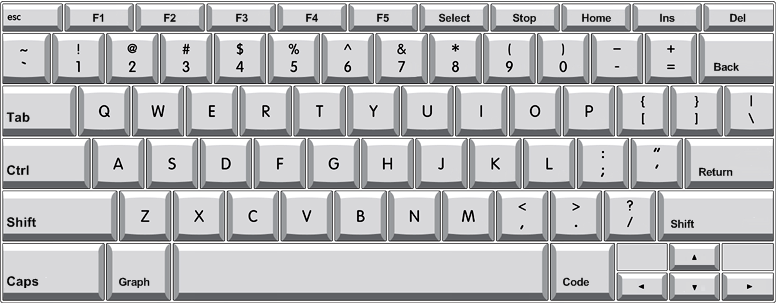 esc F1 F2 F3 F4 F5 Select Stop Home Ins Del
~ ! @ # $ % ^ & * ( ) – +
` 1 2 3 4 5 6 7 8 9 0 - = Back
Tab Q W E R T Y U I O P { } |
[ ] \
Ctrl A S D F G H J K L : "
; ' Return
Shift Z X C V B N M < > ?
, . / Shift
Caps Graph Code ▲
◄ ▼ ►